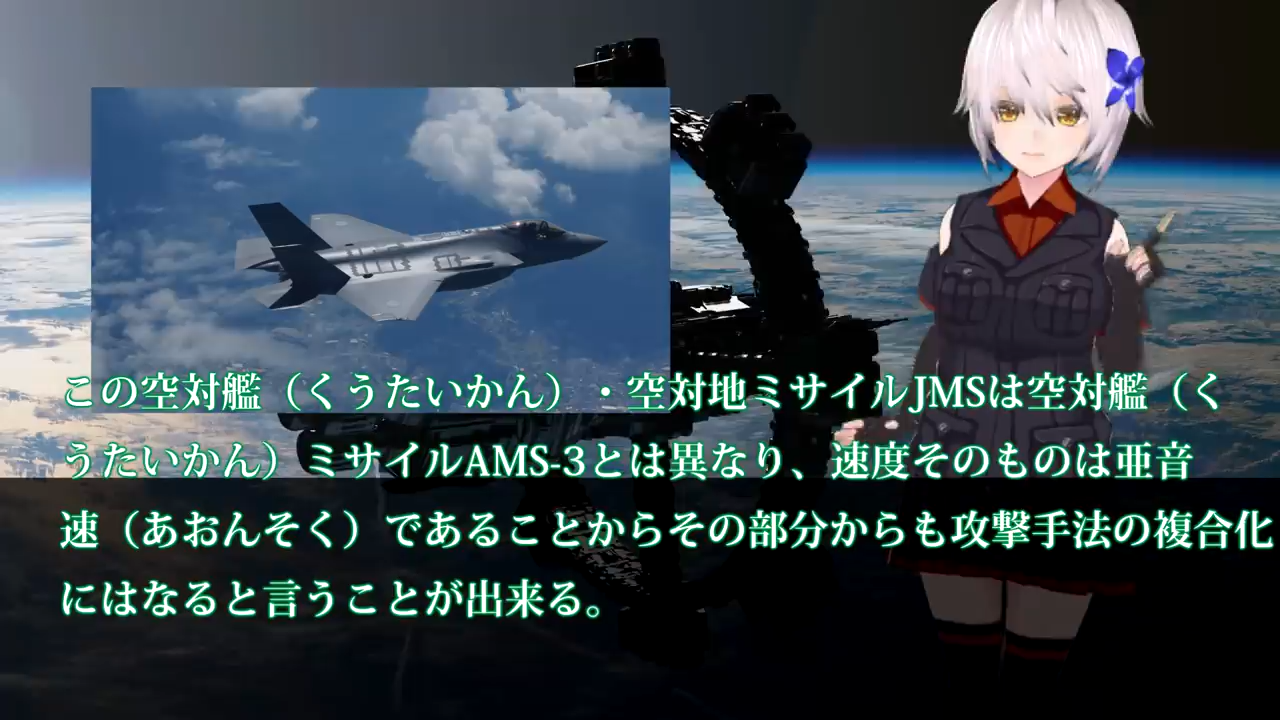 この空対艦（くうたいかん）・空対地ミサイルJMSは空対艦（く
うたいかん）ミサイルAMS-3とは異なり、速度そのものは亜音
速（あおんそく）であることからその部分からも攻撃手法の複合化
にはなると言うことが出来る。